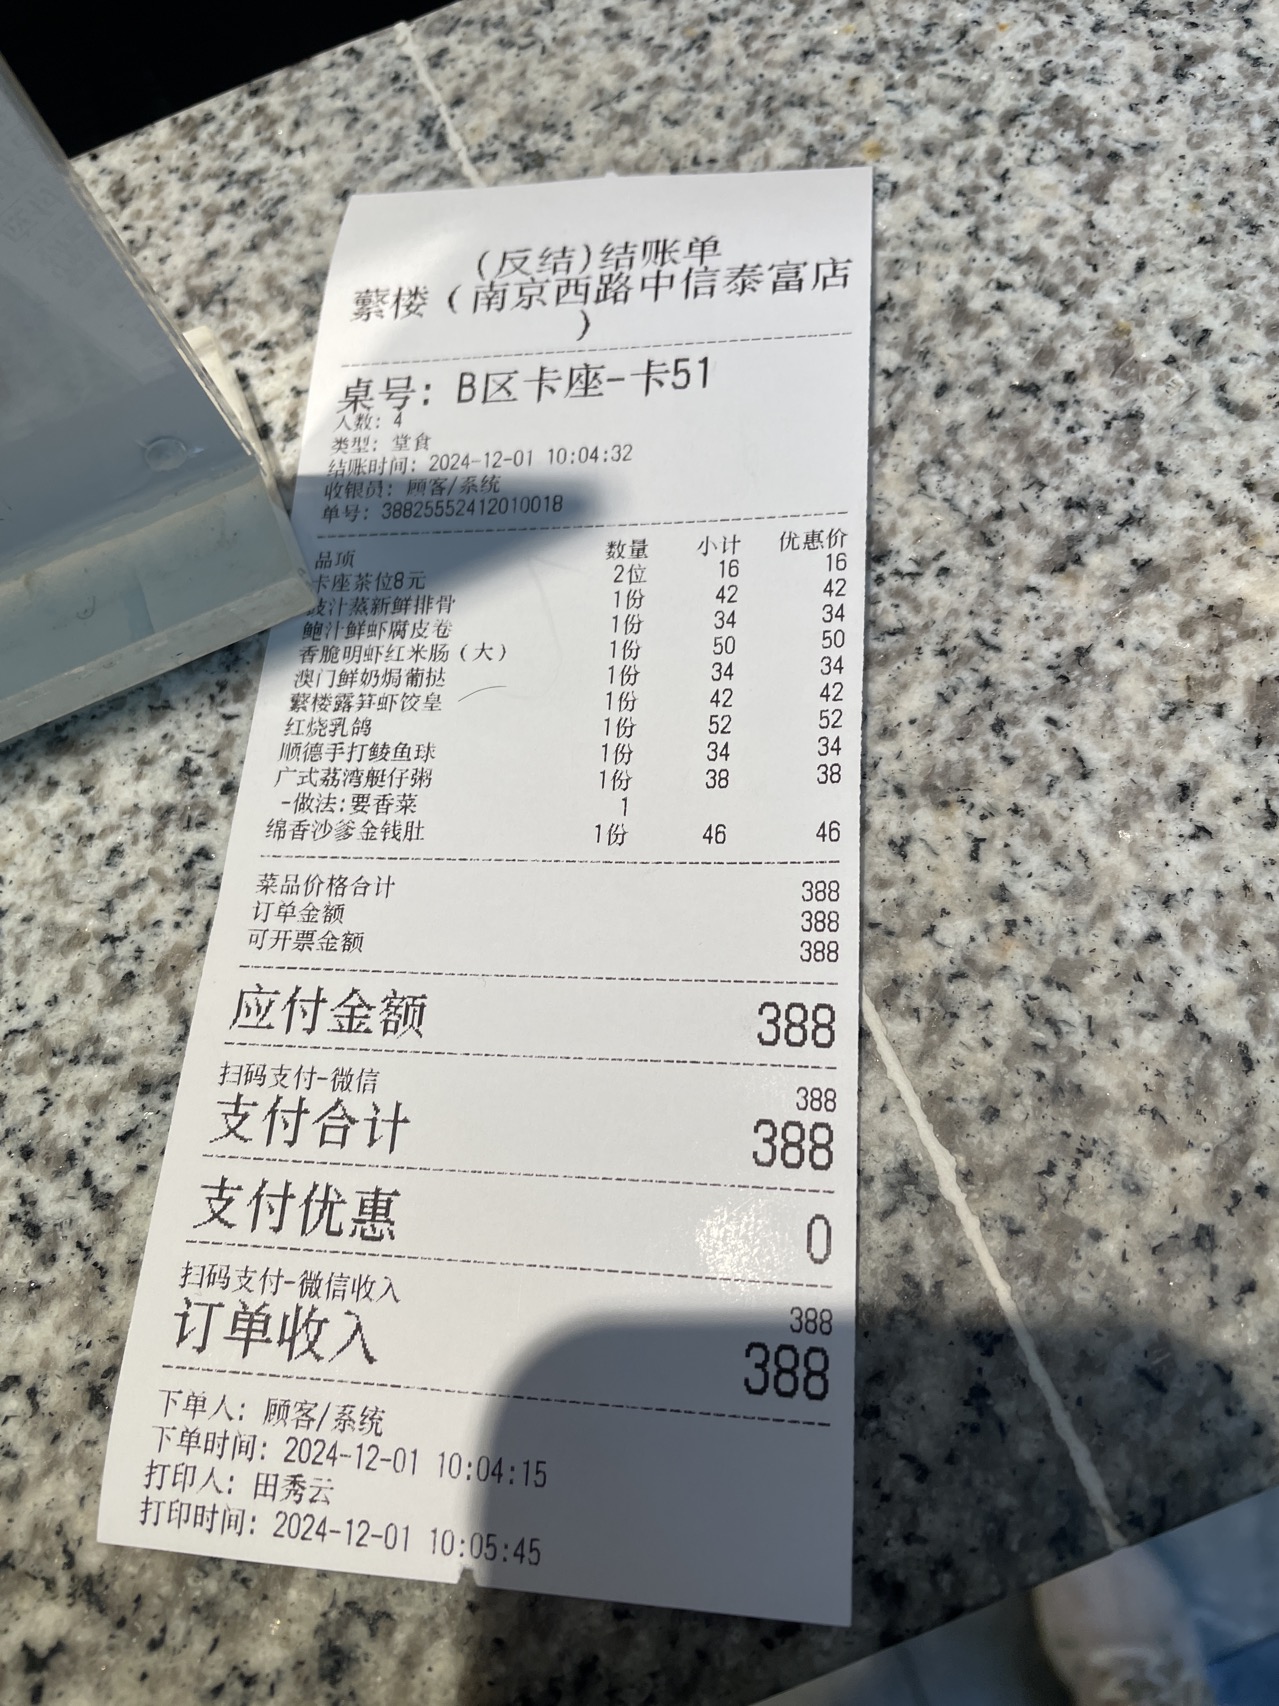 (反结)结账单
蘩楼（南京西路中信泰富店
）
桌号: B区卡座-卡51
人数: 4
类型: 堂食
结账时间: 2024-12-01 10:04:32
收银员: 顾客/系统
单号: 38825552412010018
品项 数量 小计 优惠价
卡座茶位8元 2位 16 16
豉汁蒸新鲜排骨 1份 42 42
鲍汁鲜虾腐皮卷 1份 34 34
香脆明虾红米肠（大） 1份 50 50
澳门鲜奶焗葡挞 1份 34 34
蘩楼露笋虾饺皇 1份 42 42
红烧乳鸽 1份 52 52
顺德手打鲮鱼球 1份 34 34
广式荔湾艇仔粥 1份 38 38
-做法:要香菜 1
绵香沙爹金钱肚 1份 46 46
菜品价格合计 388
订单金额 388
可开票金额 388
应付金额 388
扫码支付-微信 388
支付合计 388
支付优惠 0
扫码支付-微信收入 388
订单收入 388
下单人: 顾客/系统
下单时间: 2024-12-01 10:04:15
打印人: 田秀云
打印时间: 2024-12-01 10:05:45